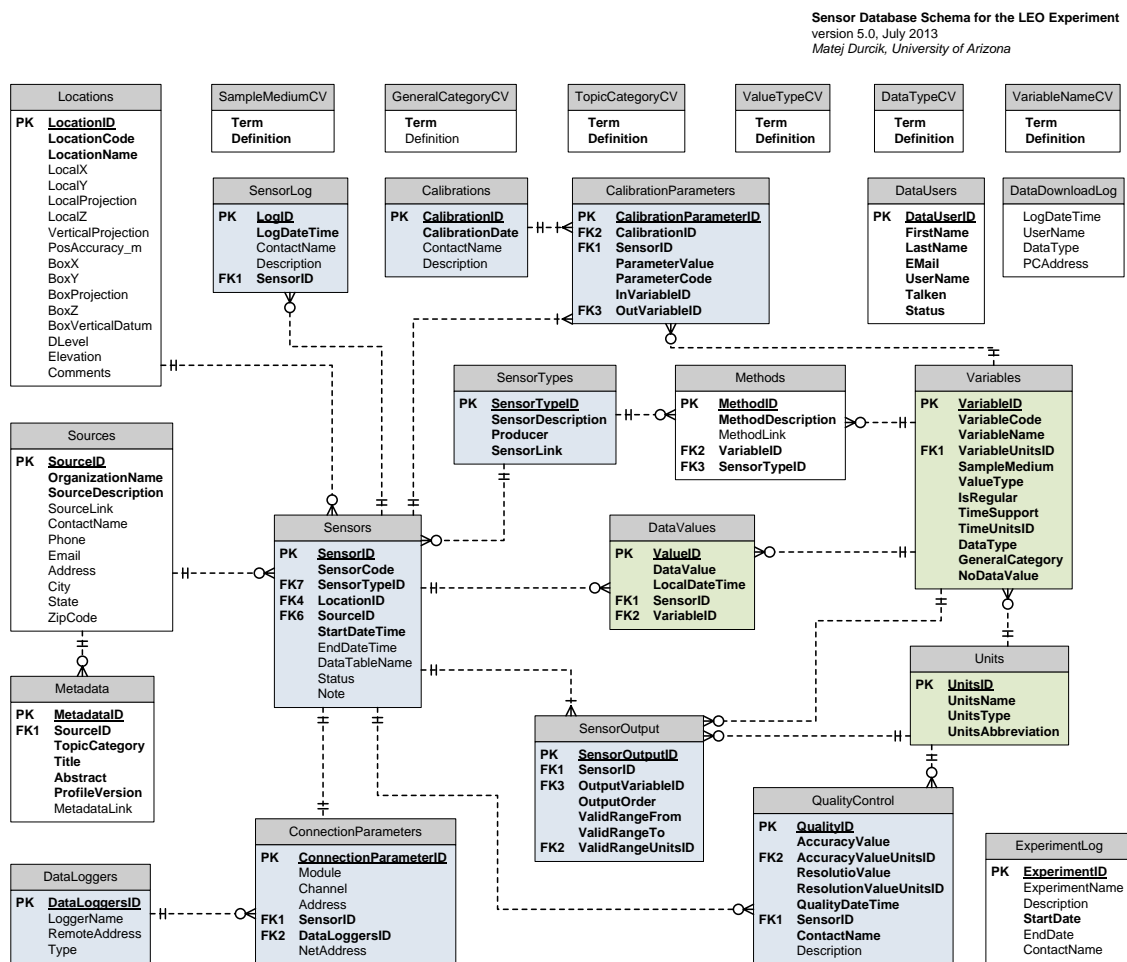 Sensor Database Schema for the LEO Experiment
version 5.0, July 2013
Matej Durcik, University of Arizona
Locations
PK LocationID
LocationCode
LocationName
LocalX
LocalY
LocalProjection
LocalZ
VerticalProjection
PosAccuracy_m
BoxX
BoxY
BoxProjection
BoxZ
BoxVerticalDatum
DLevel
Elevation
Comments
SampleMediumCV
Term
Definition
GeneralCategoryCV
Term
Definition
TopicCategoryCV
Term
Definition
ValueTypeCV
Term
Definition
DataTypeCV
Term
Definition
VariableNameCV
Term
Definition
SensorLog
PK LogID
LogDateTime
ContactName
Description
FK1 SensorID
Calibrations
PK CalibrationID
CalibrationDate
ContactName
Description
CalibrationParameters
PK CalibrationParameterID
FK2 CalibrationID
FK1 SensorID
ParameterValue
ParameterCode
InVariableID
FK3 OutVariableID
DataUsers
PK DataUserID
FirstName
LastName
EMail
UserName
Talken
Status
DataDownloadLog
LogDateTime
UserName
DataType
PCAddress
SensorTypes
PK SensorTypeID
SensorDescription
Producer
SensorLink
Methods
PK MethodID
MethodDescription
MethodLink
FK2 VariableID
FK3 SensorTypeID
Variables
PK VariableID
VariableCode
VariableName
FK1 VariableUnitsID
SampleMedium
ValueType
IsRegular
TimeSupport
TimeUnitsID
DataType
GeneralCategory
NoDataValue
Sources
PK SourceID
OrganizationName
SourceDescription
SourceLink
ContactName
Phone
Email
Address
City
State
ZipCode
Sensors
PK SensorID
SensorCode
FK7 SensorTypeID
FK4 LocationID
FK6 SourceID
StartDateTime
EndDateTime
DataTableName
Status
Note
DataValues
PK ValueID
DataValue
LocalDateTime
FK1 SensorID
FK2 VariableID
Units
PK UnitsID
UnitsName
UnitsType
UnitsAbbreviation
Metadata
PK MetadataID
FK1 SourceID
TopicCategory
Title
Abstract
ProfileVersion
MetadataLink
SensorOutput
PK SensorOutputID
FK1 SensorID
FK3 OutputVariableID
OutputOrder
ValidRangeFrom
ValidRangeTo
FK2 ValidRangeUnitsID
QualityControl
PK QualityID
AccuracyValue
FK2 AccuracyValueUnitsID
ResolutioValue
ResolutionValueUnitsID
QualityDateTime
FK1 SensorID
ContactName
Description
ConnectionParameters
PK ConnectionParameterID
Module
Channel
Address
FK1 SensorID
FK2 DataLoggersID
NetAddress
DataLoggers
PK DataLoggersID
LoggerName
RemoteAddress
Type
ExperimentLog
PK ExperimentID
ExperimentName
Description
StartDate
EndDate
ContactName